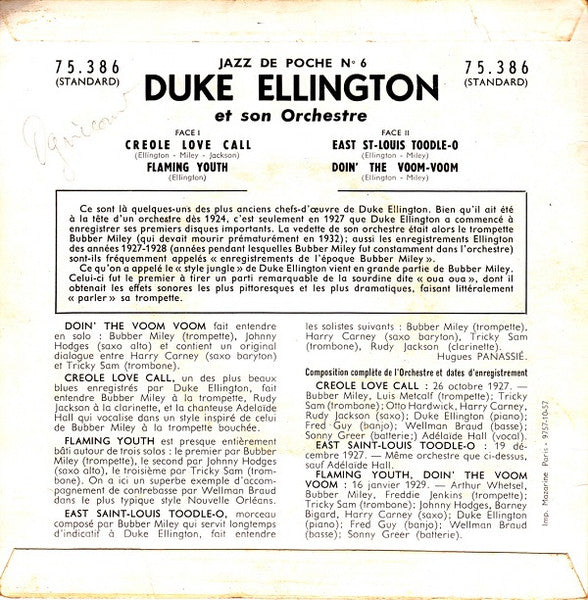 JAZZ DE POCHE Nº 6
75.386
(STANDARD)
75.386
(STANDARD)
DUKE ELLINGTON
et son Orchestre
FACE I
CREOLE LOVE CALL
(Ellington - Miley - Jackson)
FLAMING YOUTH
(Ellington)
FACE II
EAST ST-LOUIS TOODLE-O
(Ellington - Miley)
DOIN' THE VOOM-VOOM
(Ellington - Miley)
Ce sont là quelques-uns des plus anciens chefs-d'œuvre de Duke Ellington. Bien qu'il ait été
à la tête d'un orchestre dès 1924, c'est seulement en 1927 que Duke Ellington a commencé à
enregistrer ses premiers disques importants. La vedette de son orchestre était alors le trompette
Bubber Miley (qui devait mourir prématurément en 1932) ; aussi les enregistrements Ellington
des années 1927-1928 (années pendant lesquelles Bubber Miley fut constamment dans l'orchestre)
sont-ils fréquemment appelés « enregistrements de l'époque Bubber Miley ».
Ce qu'on a appelé le « style jungle » de Duke Ellington vient en grande partie de Bubber Miley.
Celui-ci fut le premier à tirer un parti remarquable de la sourdine dite « oua oua », dont il
obtenait les effets sonores les plus pittoresques et les plus dramatiques, faisant littéralement
« parler » sa trompette.
DOIN' THE VOOM VOOM fait entendre
en solo : Bubber Miley (trompette), Johnny
Hodges (saxo alto) et contient un original
dialogue entre Harry Carney (saxo baryton)
et Tricky Sam (trombone).
CREOLE LOVE CALL, un des plus beaux
blues enregistrés par Duke Ellington, fait
entendre Bubber Miley à la trompette, Rudy
Jackson à la clarinette, et la chanteuse Adelaïde
Hall qui vocalise dans un style inspiré de celui
de Bubber Miley à la trompette bouchée.
FLAMING YOUTH est presque entièrement
bâti autour de trois solos : le premier par Bubber
Miley (trompette), le second par Johnny Hodges
(saxo alto), le troisième par Tricky Sam (trom-
bone). On a ici un superbe exemple d'accom-
pagnement de contrebasse par Wellman Braud
dans le plus typique style Nouvelle Orléans.
EAST SAINT-LOUIS TOODLE-O, morceau
composé par Bubber Miley qui servit longtemps
d'indicatif à Duke Ellington, fait entendre
les solistes suivants : Bubber Miley (trompette),
Harry Carney (saxo baryton), Tricky Sam
(trombone), Rudy Jackson (clarinette).
Hugues PANASSIÉ.
Composition complète de l'Orchestre et dates d'enregistrement
CREOLE LOVE CALL : 26 octobre 1927. —
Bubber Miley, Luis Metcalf (trompette); Tricky
Sam (trombone); Otto Hardwick, Harry Carney,
Rudy Jackson (saxo); Duke Ellington (piano);
Fred Guy (banjo); Wellman Braud (basse);
Sonny Greer (batterie;) Adélaïde Hall (vocal).
EAST SAINT-LOUIS TOODLE-O : 19 dé-
cembre 1927. — Même orchestre que ci-dessus,
sauf Adélaïde Hall.
FLAMING YOUTH, DOIN' THE VOOM
VOOM : 16 janvier 1929. — Arthur Whetsel,
Bubber Miley, Freddie Jenkins (trompette);
Tricky Sam (trombone); Johnny Hodges, Barney
Bigard, Harry Carney (saxo); Duke Ellington
(piano); Fred Guy (banjo); Wellman Braud
(basse); Sonny Greer (batterie).
Imp. Mazarine Paris - 9757-10-57